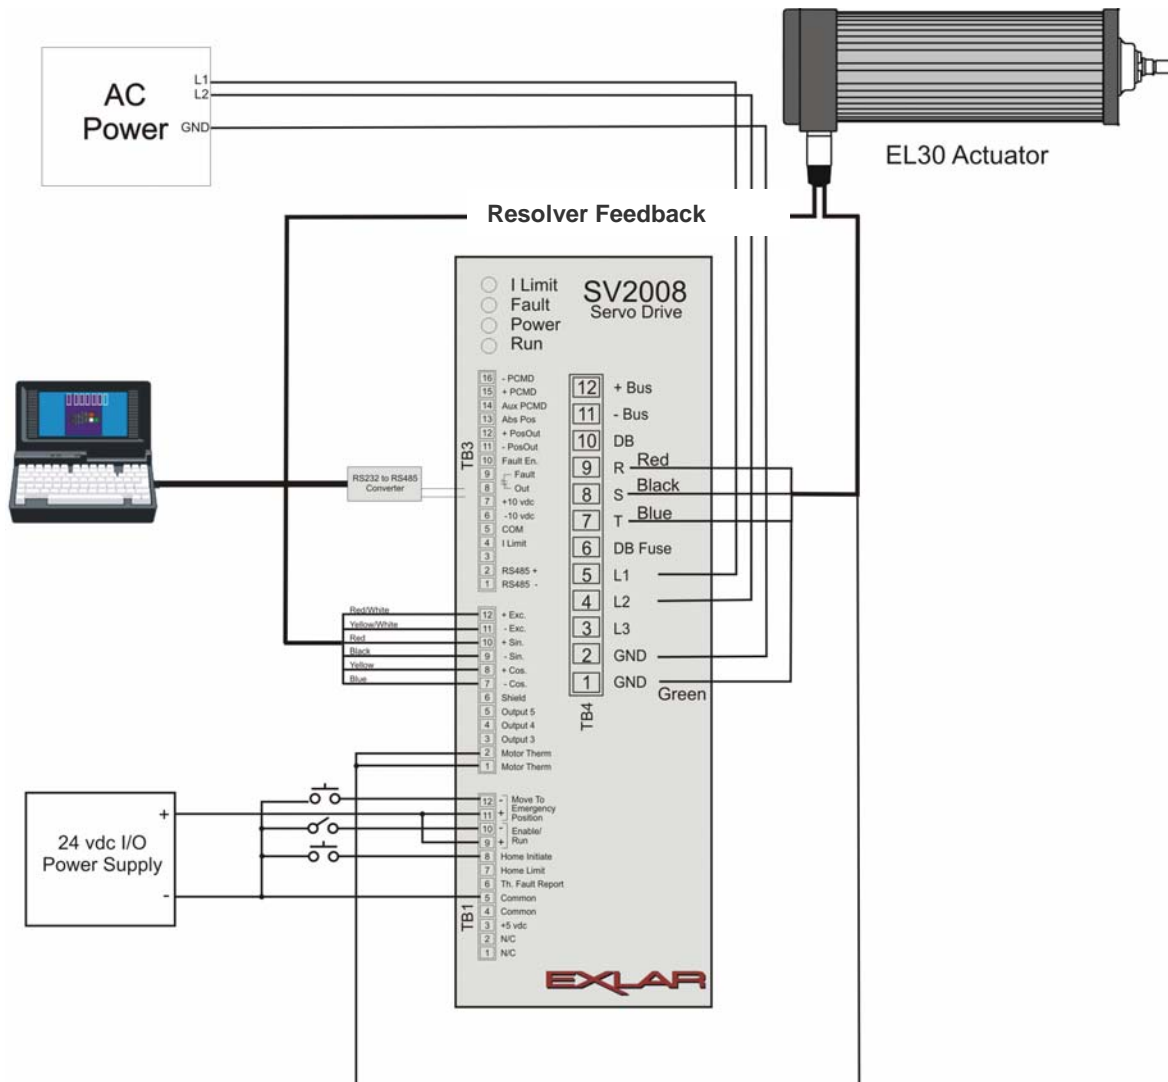 AC
Power
L1
L2
GND
EL30 Actuator
Resolver Feedback
I Limit
Fault
Power
Run
SV2008
Servo Drive
TB3
16 - PCMD
15 + PCMD
14 Aux PCMD
13 Abs Pos
12 + PosOut
11 - PosOut
10 Fault En.
9 Fault
8 Out
7 +10 vdc
6 -10 vdc
5 COM
4 I Limit
3
2 RS485 +
1 RS485 -
12 + Bus
11 - Bus
10 DB
9 R Red
8 S Black
7 T Blue
6 DB Fuse
5 L1
4 L2
3 L3
2 GND
1 GND Green
TB4
RS232 to RS485
Converter
Red/White 12 + Exc.
Yellow/White 11 - Exc.
Red 10 + Sin.
Black 9 - Sin.
Yellow 8 + Cos.
Blue 7 - Cos.
6 Shield
5 Output 5
4 Output 4
3 Output 3
2 Motor Therm
1 Motor Therm
24 vdc I/O
Power Supply
+
-
12 - Move To
11 + Emergency
Position
10 - Enable/
9 + Run
8 Home Initiate
7 Home Limit
6 Th. Fault Report
5 Common
4 Common
3 +5 vdc
2 N/C
1 N/C
TB1
EXLAR